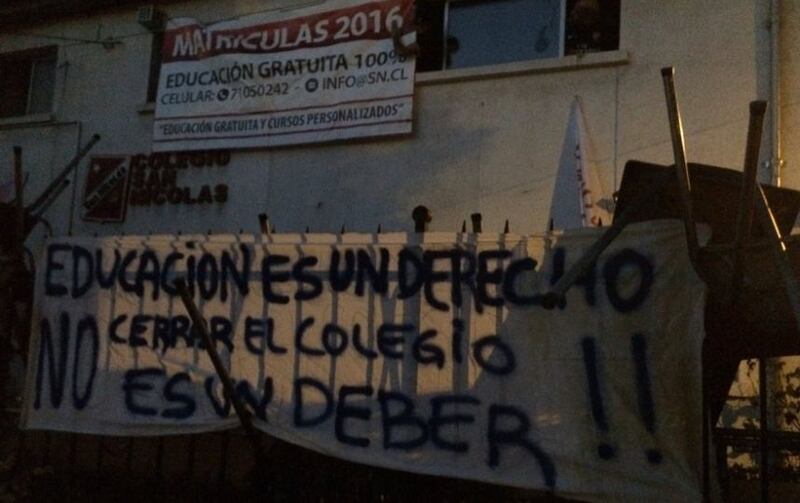 MATRICULAS 2016
EDUCACIÓN GRATUITA 100%
CELULAR: 71050242 - INFO@SN.CL
"EDUCACIÓN GRATUITA Y CURSOS PERSONALIZADOS"
COLEGIO
SAN
NICOLAS
EDUCACION ES UN DERECHO
NO CERRAR EL COLEGIO
ES UN DEBER !!